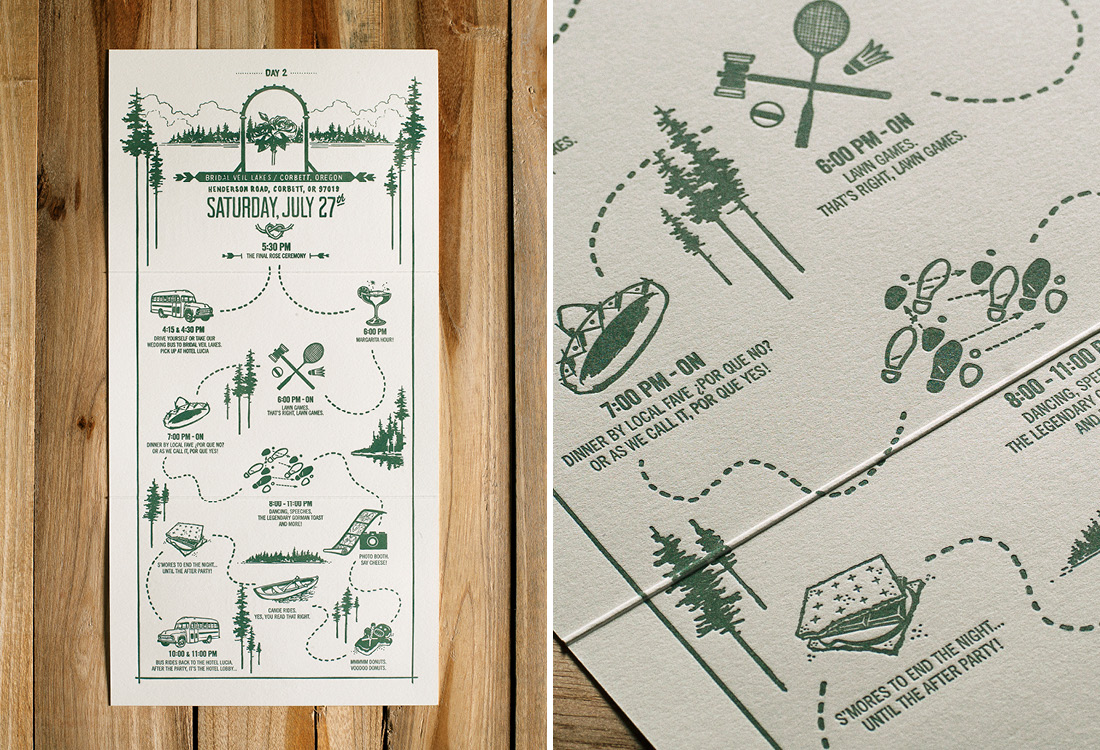 DAY 2
BRIDAL VEIL LAKES / CORBETT, OREGON
HENDERSON ROAD, CORBETT, OR 97019
SATURDAY, JULY 27th
5:30 PM
THE FINAL ROSE CEREMONY
4:15 & 4:30 PM
DRIVE YOURSELF OR TAKE OUR
WEDDING BUS TO BRIDAL VEIL LAKES.
PICK UP AT HOTEL LUCIA
6:00 PM
MARGARITA HOUR!
6:00 PM - ON
LAWN GAMES.
THAT'S RIGHT, LAWN GAMES.
7:00 PM - ON
DINNER BY LOCAL FAVE ¿POR QUE NO?
OR AS WE CALL IT, POR QUE YES!
8:00 - 11:00 PM
DANCING, SPEECHES,
THE LEGENDARY GORMAN TOAST
AND MORE!
PHOTO BOOTH.
SAY CHEESE!
S'MORES TO END THE NIGHT...
UNTIL THE AFTER PARTY!
CANOE RIDES.
YES, YOU READ THAT RIGHT.
10:00 & 11:00 PM
BUS RIDES BACK TO THE HOTEL LUCIA.
AFTER THE PARTY, IT'S THE HOTEL LOBBY...
MMMMM DONUTS.
VOODOO DONUTS.
6:00 PM - ON
LAWN GAMES.
THAT'S RIGHT, LAWN GAMES.
7:00 PM - ON
DINNER BY LOCAL FAVE ¿POR QUE NO?
OR AS WE CALL IT, POR QUE YES!
8:00 - 11:00
DANCING, SPEE
THE LEGENDARY G
AND
S'MORES TO END THE NIGHT...
UNTIL THE AFTER PARTY!